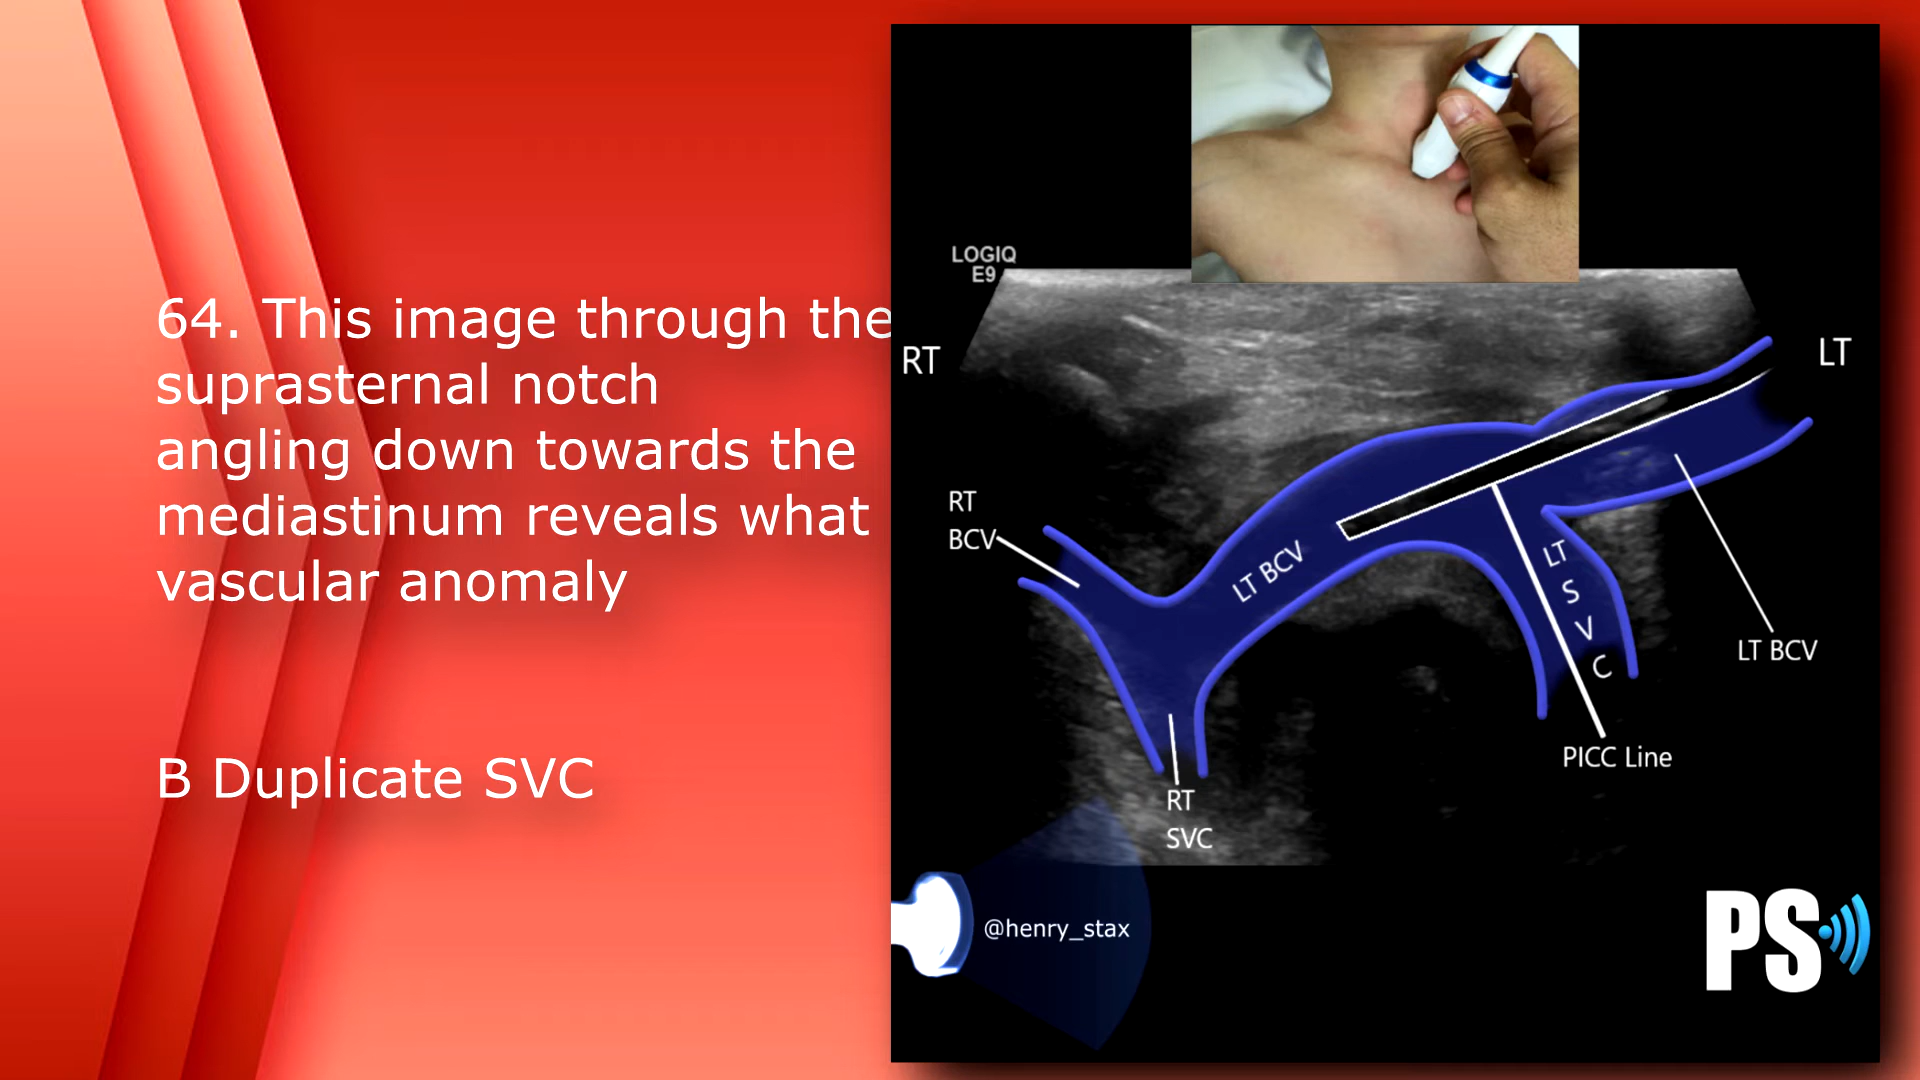 64. This image through the
suprasternal notch
angling down towards the
mediastinum reveals what
vascular anomaly
B Duplicate SVC
LOGIQ
E9
RT
LT
RT
BCV
LT BCV
LT
S
V
C
LT BCV
PICC Line
RT
SVC
@henry_stax
PS